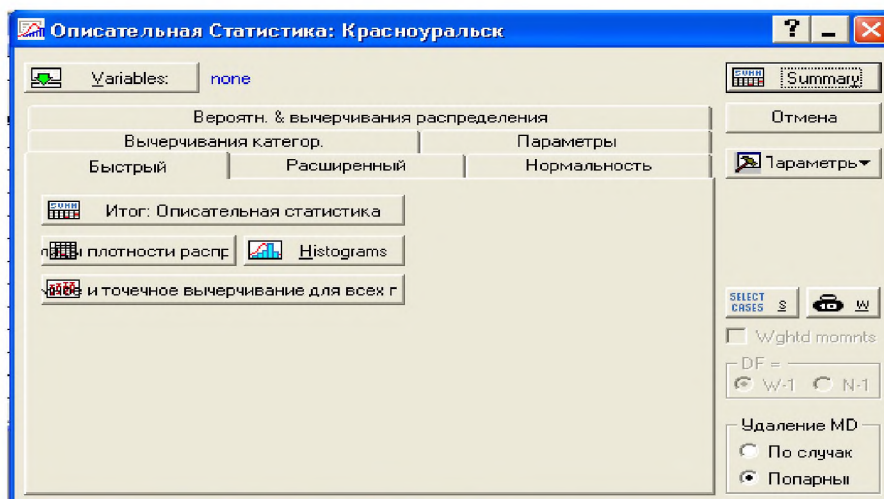 Описательная Статистика: Красноуральск
Variables: none
Summary
Отмена
Параметры
Вероятн. & вычерчивания распределения
Вычерчивания категор. Параметры
Быстрый Расширенный Нормальность
SUMM Итог: Описательная статистика
плотности распр Histograms
и точечное вычерчивание для всех г
SELECT CASES S W
Wghtd momnts
DF =
W-1 N-1
Удаление MD
По случак
Попарныи